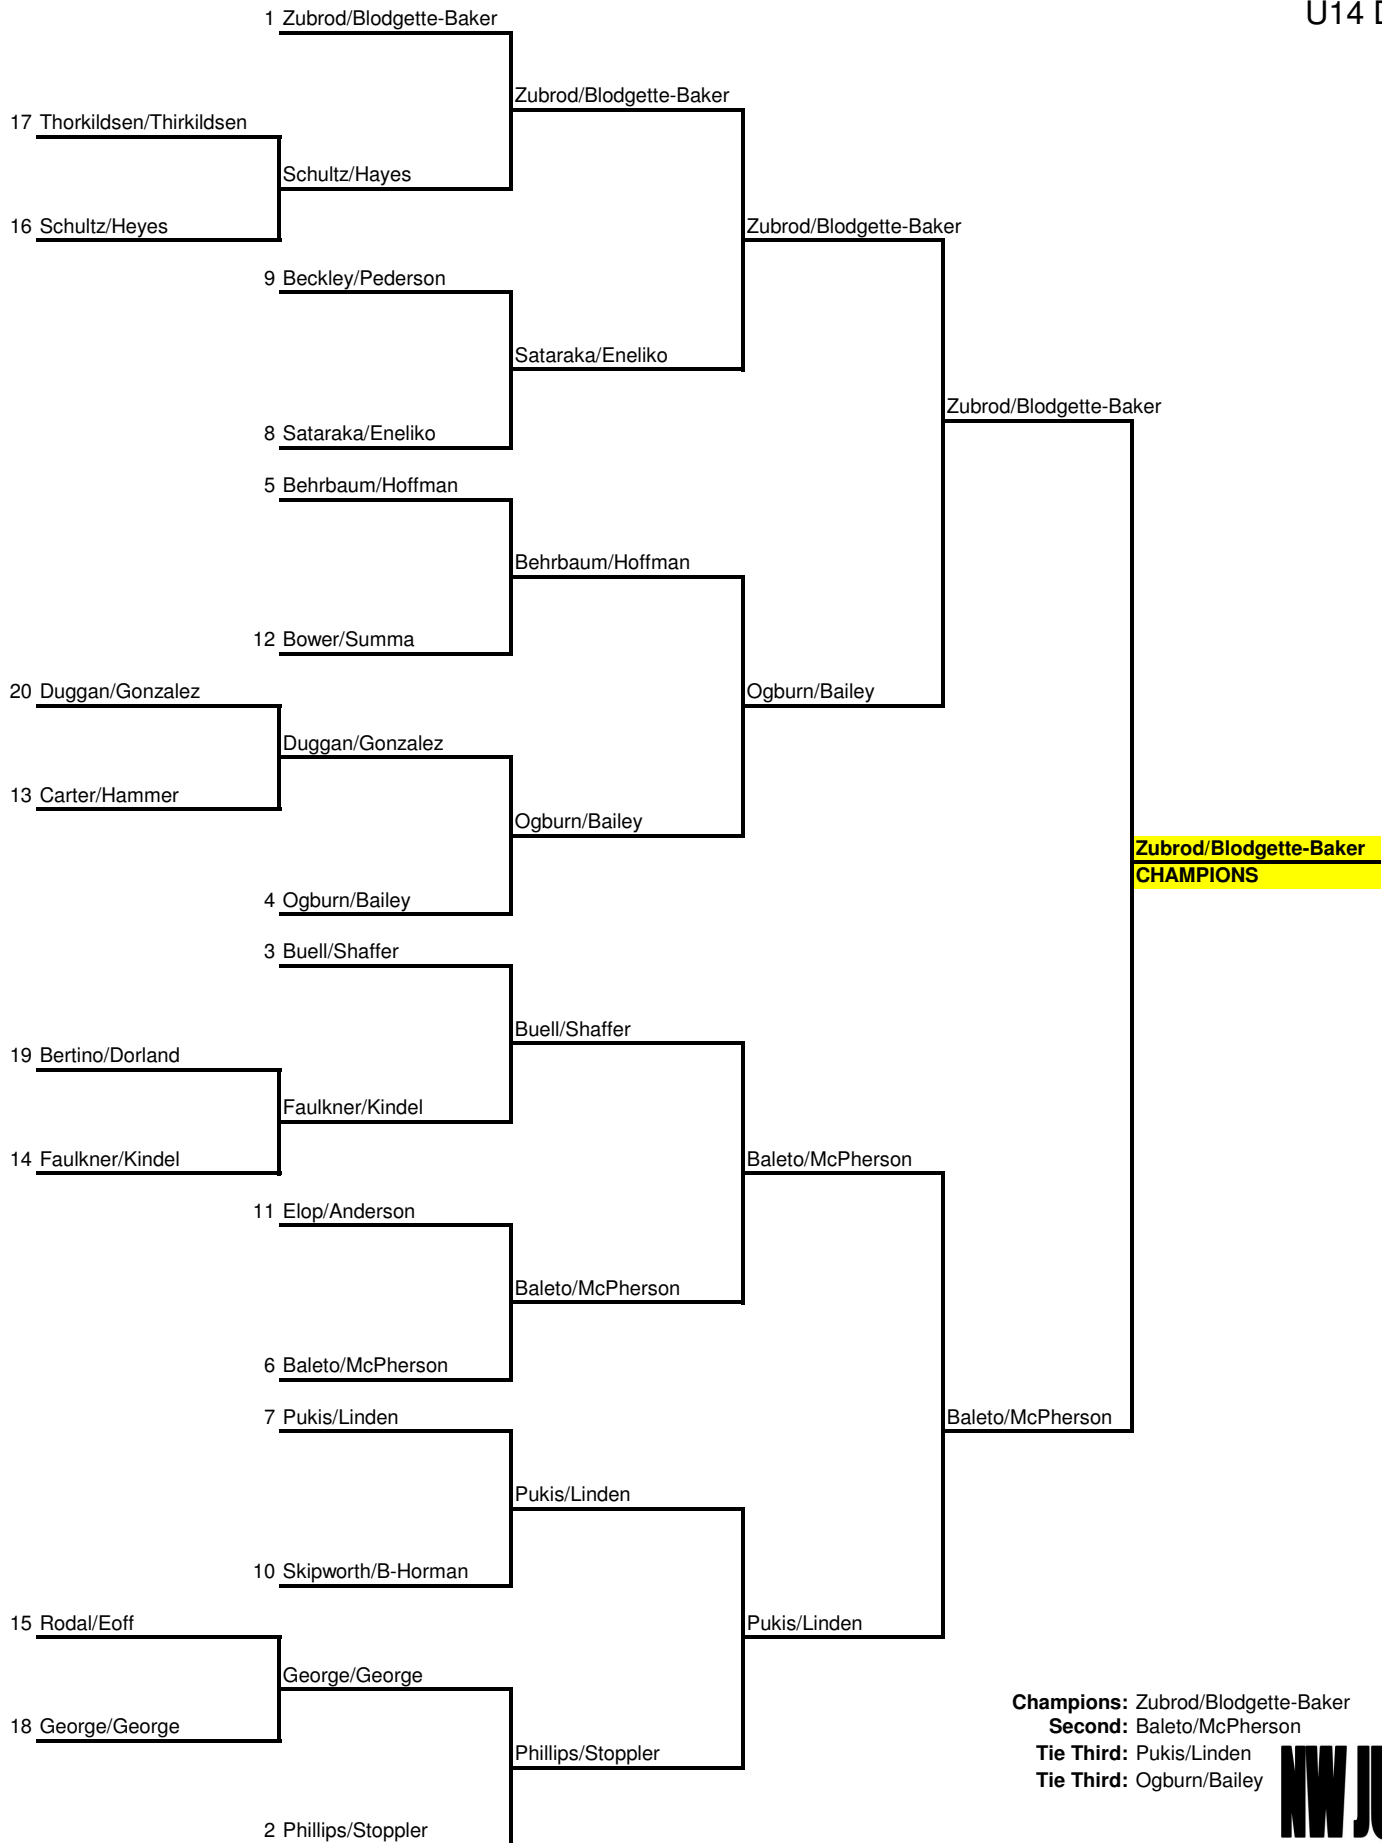 U14 D
1 Zubrod/Blodgette-Baker
Zubrod/Blodgette-Baker
17 Thorkildsen/Thirkildsen
Schultz/Hayes
16 Schultz/Heyes
Zubrod/Blodgette-Baker
9 Beckley/Pederson
Sataraka/Eneliko
Zubrod/Blodgette-Baker
8 Sataraka/Eneliko
5 Behrbaum/Hoffman
Behrbaum/Hoffman
12 Bower/Summa
20 Duggan/Gonzalez
Ogburn/Bailey
Duggan/Gonzalez
13 Carter/Hammer
Ogburn/Bailey
Zubrod/Blodgette-Baker
CHAMPIONS
4 Ogburn/Bailey
3 Buell/Shaffer
Buell/Shaffer
19 Bertino/Dorland
Faulkner/Kindel
14 Faulkner/Kindel
Baleto/McPherson
11 Elop/Anderson
Baleto/McPherson
6 Baleto/McPherson
7 Pukis/Linden
Baleto/McPherson
Pukis/Linden
10 Skipworth/B-Horman
15 Rodal/Eoff
Pukis/Linden
George/George
18 George/George
Phillips/Stoppler
2 Phillips/Stoppler
Champions: Zubrod/Blodgette-Baker
Second: Baleto/McPherson
Tie Third: Pukis/Linden
Tie Third: Ogburn/Bailey
NW JU